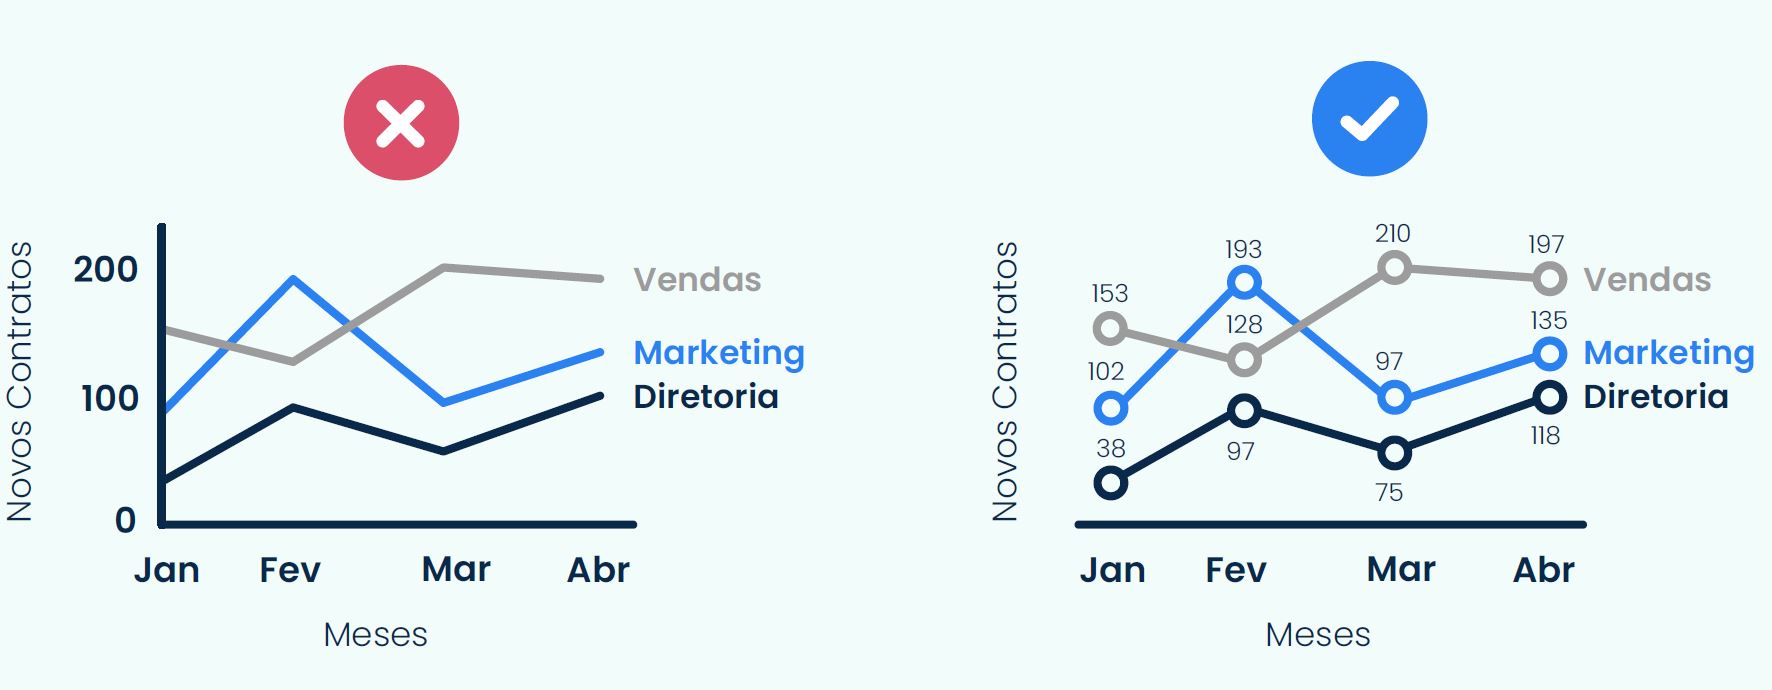 Novos Contratos
200
100
0
Vendas
Marketing
Diretoria
Jan Fev Mar Abr
Meses
Novos Contratos
153
193
210
197
102
128
97
135
38
97
75
118
Vendas
Marketing
Diretoria
Jan Fev Mar Abr
Meses